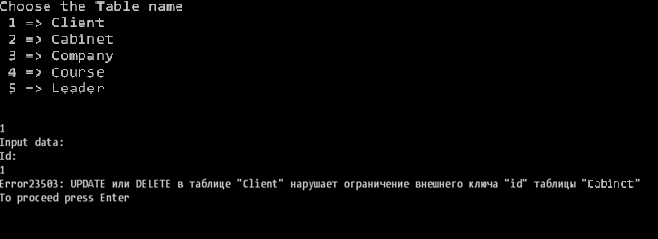 Choose the Table name
1 => Client
2 => Cabinet
3 => Company
4 => Course
5 => Leader
1
Input data:
Id:
1
Error23503: UPDATE или DELETE в таблице "Client" нарушает ограничение внешнего ключа "id" таблицы "Cabinet"
To proceed press Enter